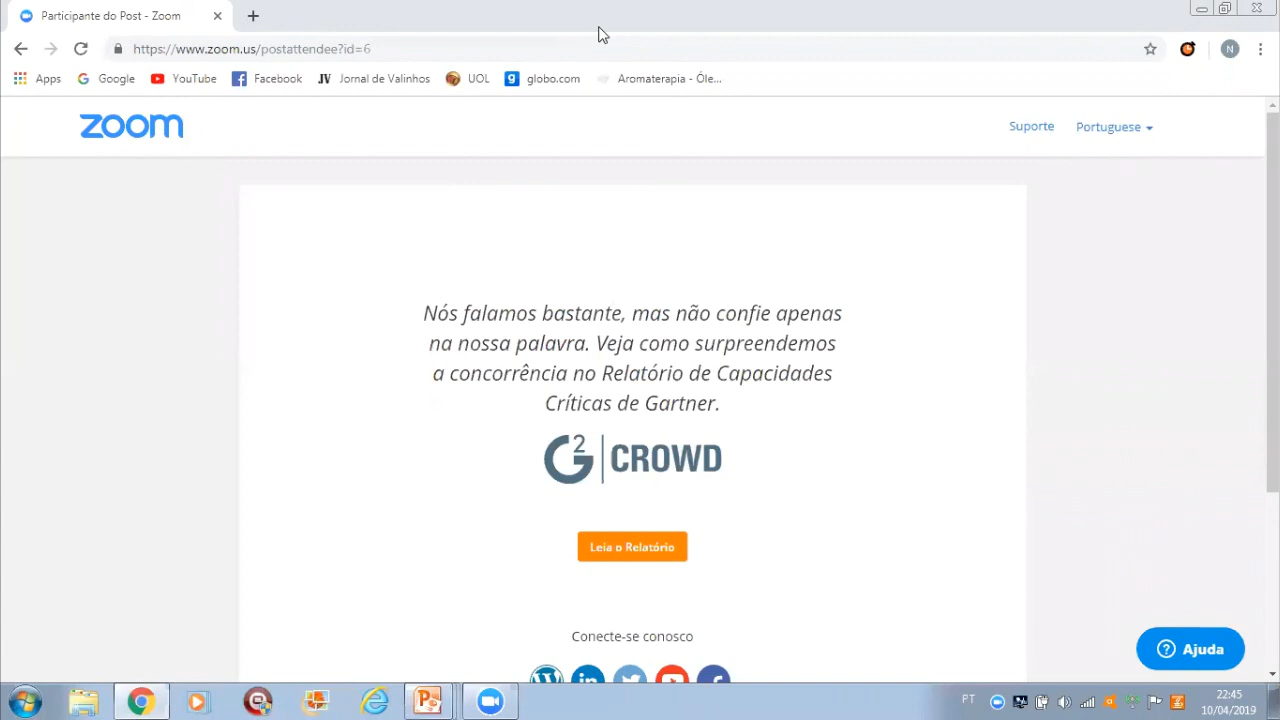 Participante do Post - Zoom
https://www.zoom.us/postattendee?id=6
N
Apps
Google
YouTube
Facebook
JV Jornal de Valinhos
UOL
g globo.com
Aromaterapia - Óle...
zoom
Suporte
Portuguese
Nós falamos bastante, mas não confie apenas
na nossa palavra. Veja como surpreendemos
a concorrência no Relatório de Capacidades
Críticas de Gartner.
G2 | CROWD
Leia o Relatório
Conecte-se conosco
Ajuda
PT
22:45
10/04/2019